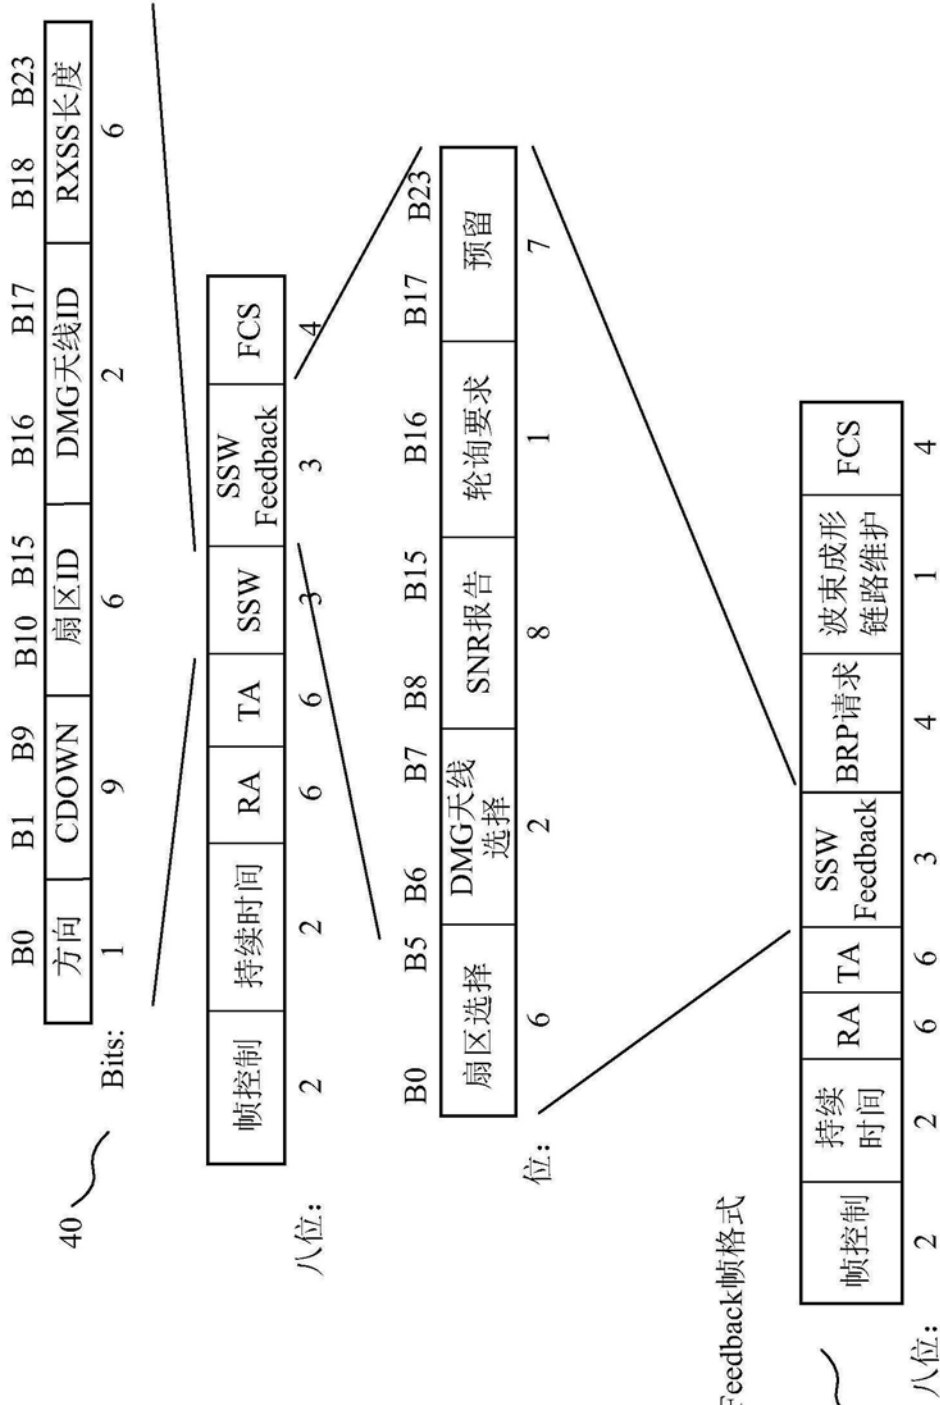 B0 B1 B9 B10 B15 B16 B17 B18 B23
方向 CDOWN 扇区ID DMG天线ID RXSS长度
Bits: 1 9 6 2 6
40
帧控制 持续时间 RA TA SSW SSW Feedback FCS
八位: 2 2 6 6 3 3 4
B0 B5 B6 B7 B8 B15 B16 B17 B23
扇区选择 DMG天线选择 SNR报告 轮询要求 预留
位: 6 2 8 1 7
Feedback帧格式
帧控制 持续时间 RA TA SSW Feedback BRP请求 波束成形链路维护 FCS
八位: 2 2 6 6 3 4 1 4